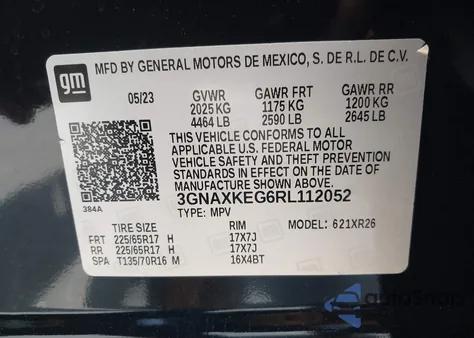 gm
MFD BY GENERAL MOTORS DE MEXICO, S. DE R.L. DE C.V.
05/23 GVWR GAWR FRT GAWR RR
2025 KG 1175 KG 1200 KG
4464 LB 2590 LB 2645 LB
THIS VEHICLE CONFORMS TO ALL
APPLICABLE U.S. FEDERAL MOTOR
VEHICLE SAFETY AND THEFT PREVENTION
STANDARDS IN EFFECT ON THE DATE OF
MANUFACTURE SHOWN ABOVE.
384A 3GNAXKEG6RL112052
TYPE: MPV MODEL: 621XR26
TIRE SIZE RIM
FRT 225/65R17 H 17X7J
RR 225/65R17 H 17X7J
SPA T135/70R16 M 16X4BT
autoSnap